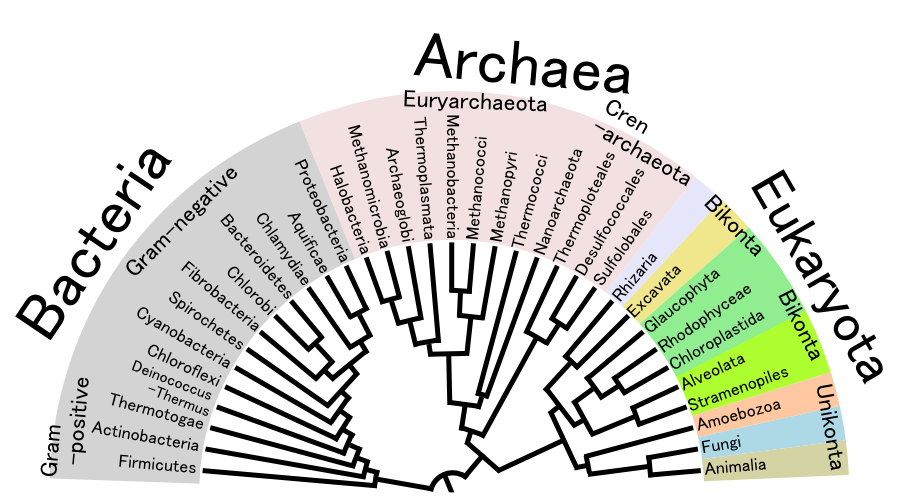 Archaea
Bacteria
Eukaryota
Gram-negative
Gram
-positive
Euryarchaeota
Cren
-archaeota
Bikonta
Bikonta
Unikonta
Firmicutes
Actinobacteria
Thermotogae
Deinococcus
-Thermus
Chloroflexi
Cyanobacteria
Spirochetes
Fibrobacteria
Chlorobi
Bacteroidetes
Chlamydiae
Aquificae
Proteobacteria
Halobacteria
Methanomicrobia
Archaeoglobi
Thermoplasmata
Methanobacteria
Methanococci
Methanopyri
Thermococci
Nanoarchaeota
Thermoploteales
Desulfococcales
Sulfolobales
Rhizaria
Excavata
Glaucophyta
Rhodophyceae
Chloroplastida
Alveolata
Stramenopiles
Amoebozoa
Fungi
Animalia